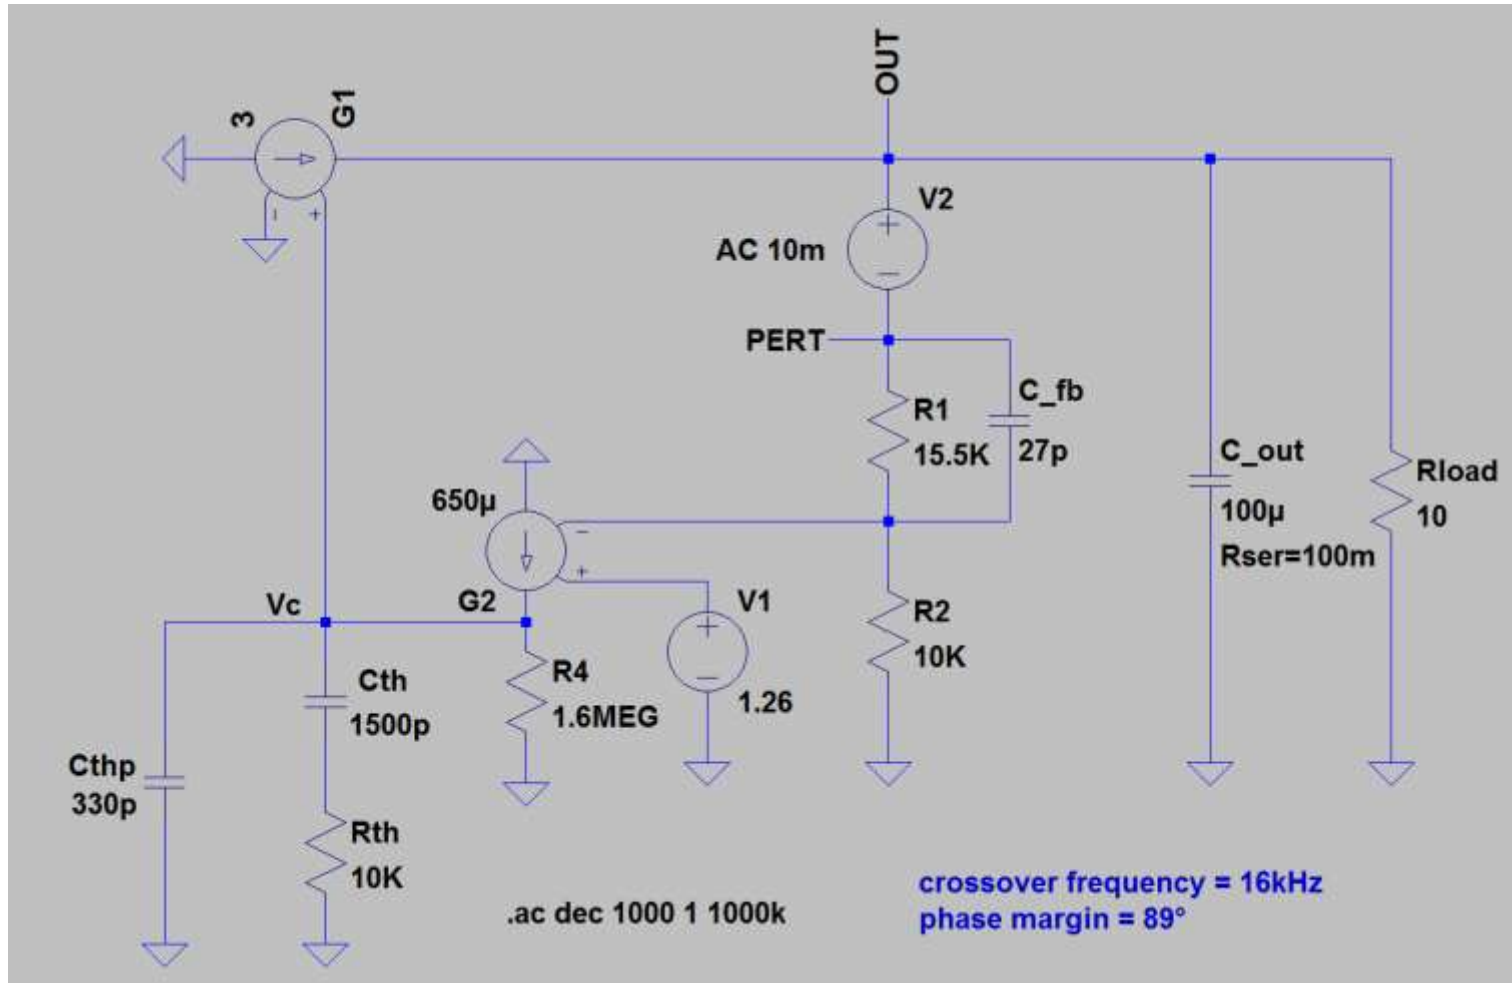 OUT
3
G1
- +
V2
AC 10m
+
-
PERT
R1
15.5K
C_fb
27p
C_out
100µ
Rser=100m
Rload
10
650µ
-
+
G2
V1
+
-
1.26
R2
10K
Vc
Cth
1500p
R4
1.6MEG
Cthp
330p
Rth
10K
.ac dec 1000 1 1000k
crossover frequency = 16kHz
phase margin = 89°